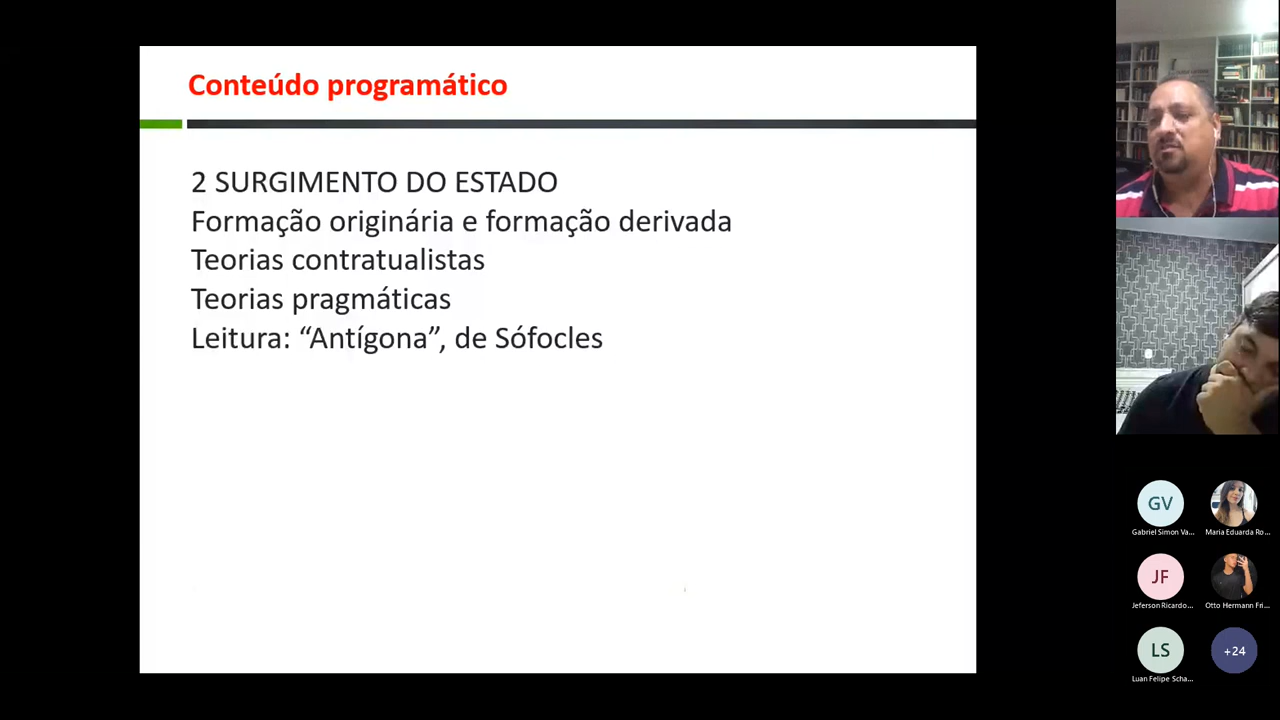 Conteúdo programático
2 SURGIMENTO DO ESTADO
Formação originária e formação derivada
Teorias contratualistas
Teorias pragmáticas
Leitura: “Antígona”, de Sófocles
GV
Gabriel Simon Va...
Maria Eduarda Ro...
JF
Jeferson Ricardo...
Otto Hermann Fri...
LS
+24
Luan Felipe Scha...